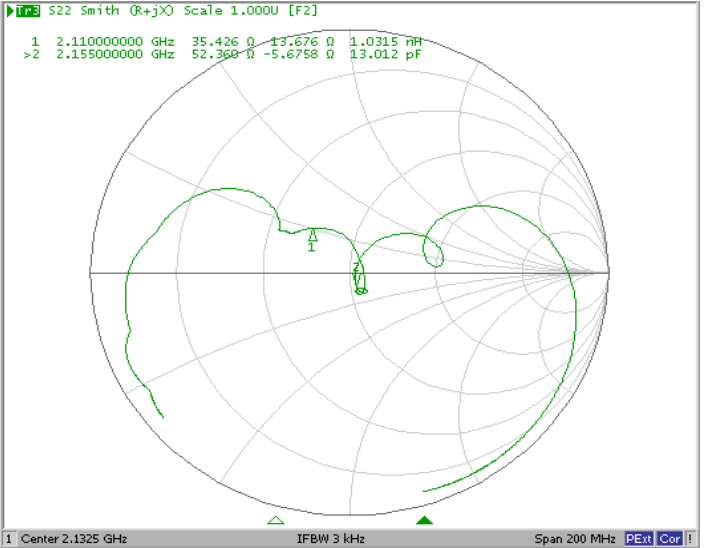 Tr3 S22 Smith (R+jX) Scale 1.000U [F2]
1 2.110000000 GHz 35.426 Ω 13.676 Ω 1.0315 nH
>2 2.155000000 GHz 52.360 Ω -5.6758 Ω 13.012 pF
1
2
1 Center 2.1325 GHz IFBW 3 kHz Span 200 MHz PExt Cor !